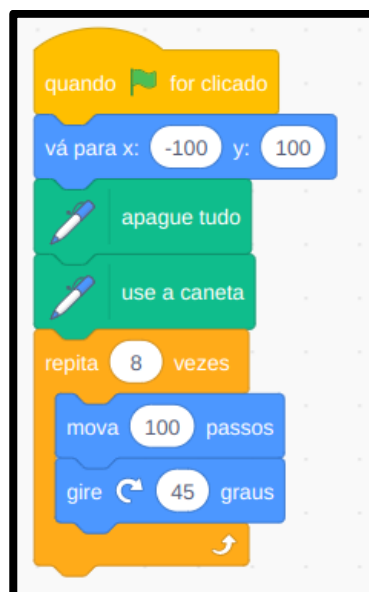 quando for clicado
vá para x: -100 y: 100
apague tudo
use a caneta
repita 8 vezes
mova 100 passos
gire 45 graus